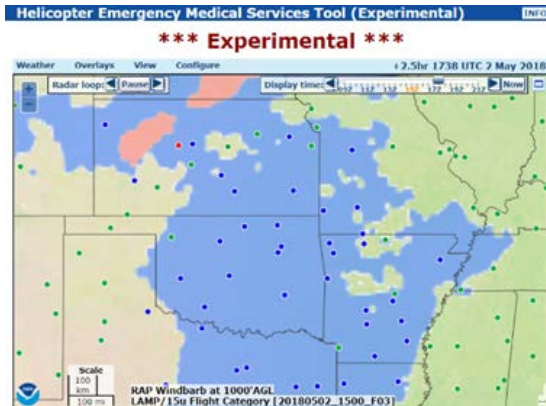 Helicopter Emergency Medical Services Tool (Experimental) INFO
*** Experimental ***
Weather Overlays View Configure +2.5hr 1738 UTC 2 May 2018
Radar loop: Pause Display time: Now
Scale
100
km
100 mi
RAP Windbarb at 1000'AGL
LAMP/15u Flight Category [20180502_1500_F03]